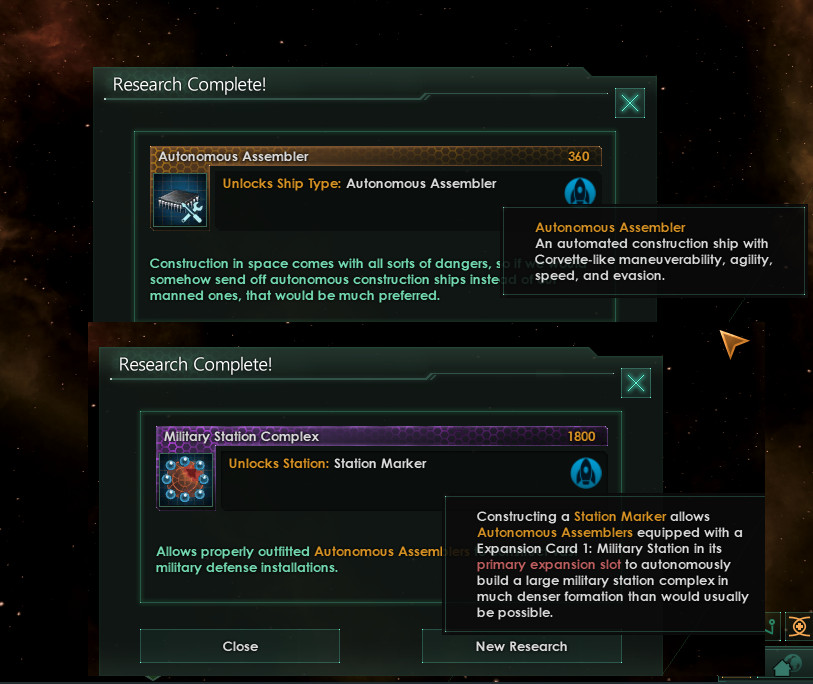 Research Complete!
Autonomous Assembler 360
Unlocks Ship Type: Autonomous Assembler
Autonomous Assembler
An automated construction ship with
Corvette-like maneuverability, agility,
speed, and evasion.
Construction in space comes with all sorts of dangers, so if we
somehow send off autonomous construction ships instead of
manned ones, that would be much preferred.
Research Complete!
Military Station Complex 1800
Unlocks Station: Station Marker
Constructing a Station Marker allows
Autonomous Assemblers equipped with a
Expansion Card 1: Military Station in its
primary expansion slot to autonomously
build a large military station complex in
much denser formation than would usually
be possible.
Allows properly outfitted Autonomous Assemblers
military defense installations.
Close
New Research